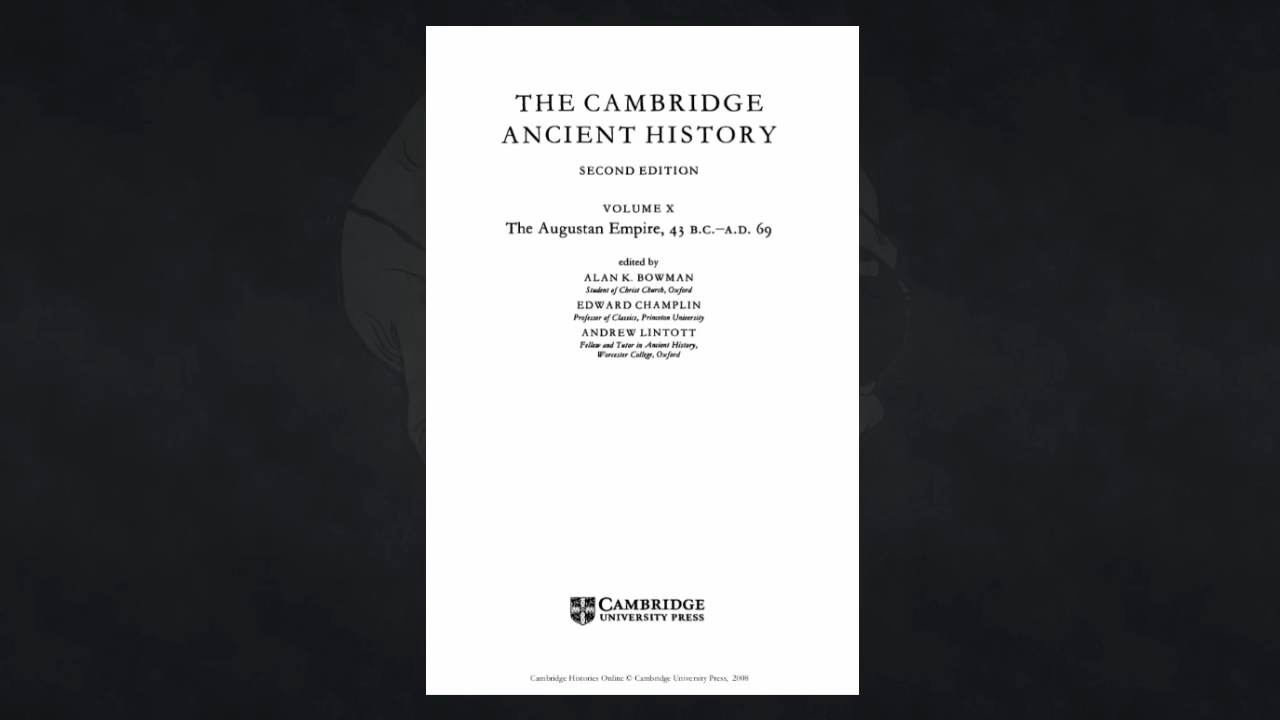 THE CAMBRIDGE
ANCIENT HISTORY
SECOND EDITION
VOLUME X
The Augustan Empire, 43 B.C.–A.D. 69
edited by
ALAN K. BOWMAN
Student of Christ Church, Oxford
EDWARD CHAMPLIN
Professor of Classics, Princeton University
ANDREW LINTOTT
Fellow and Tutor in Ancient History,
Worcester College, Oxford
CAMBRIDGE
UNIVERSITY PRESS
Cambridge Histories Online © Cambridge University Press, 2008